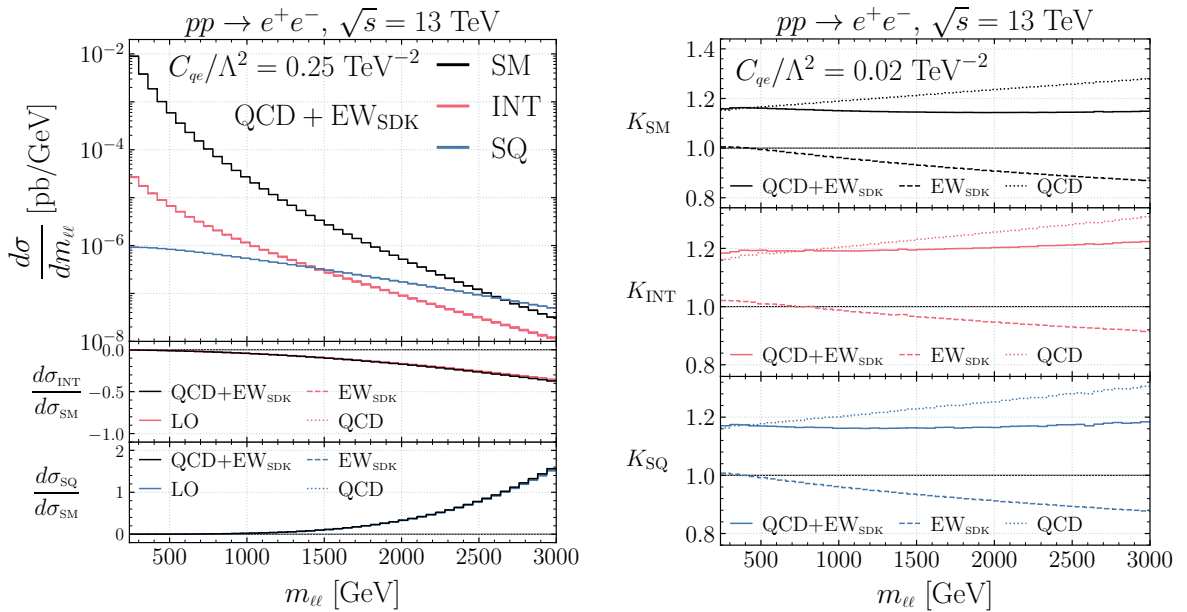 pp → e⁺e⁻, √s = 13 TeV
C_qe/Λ² = 0.25 TeV⁻²
QCD + EW_SDK
SM
INT
SQ
dσ/dm_ℓℓ [pb/GeV]
10⁻²
10⁻⁴
10⁻⁶
10⁻⁸
dσ_INT/dσ_SM
0.0
−0.5
−1.0
QCD+EW_SDK EW_SDK
LO QCD
dσ_SQ/dσ_SM
2
1
0
QCD+EW_SDK EW_SDK
LO QCD
500 1000 1500 2000 2500 3000
m_ℓℓ [GeV]
pp → e⁺e⁻, √s = 13 TeV
C_qe/Λ² = 0.02 TeV⁻²
K_SM
1.4
1.2
1.0
0.8
QCD+EW_SDK EW_SDK QCD
K_INT
1.2
1.0
0.8
QCD+EW_SDK EW_SDK QCD
K_SQ
1.2
1.0
0.8
QCD+EW_SDK EW_SDK QCD
500 1000 1500 2000 2500 3000
m_ℓℓ [GeV]